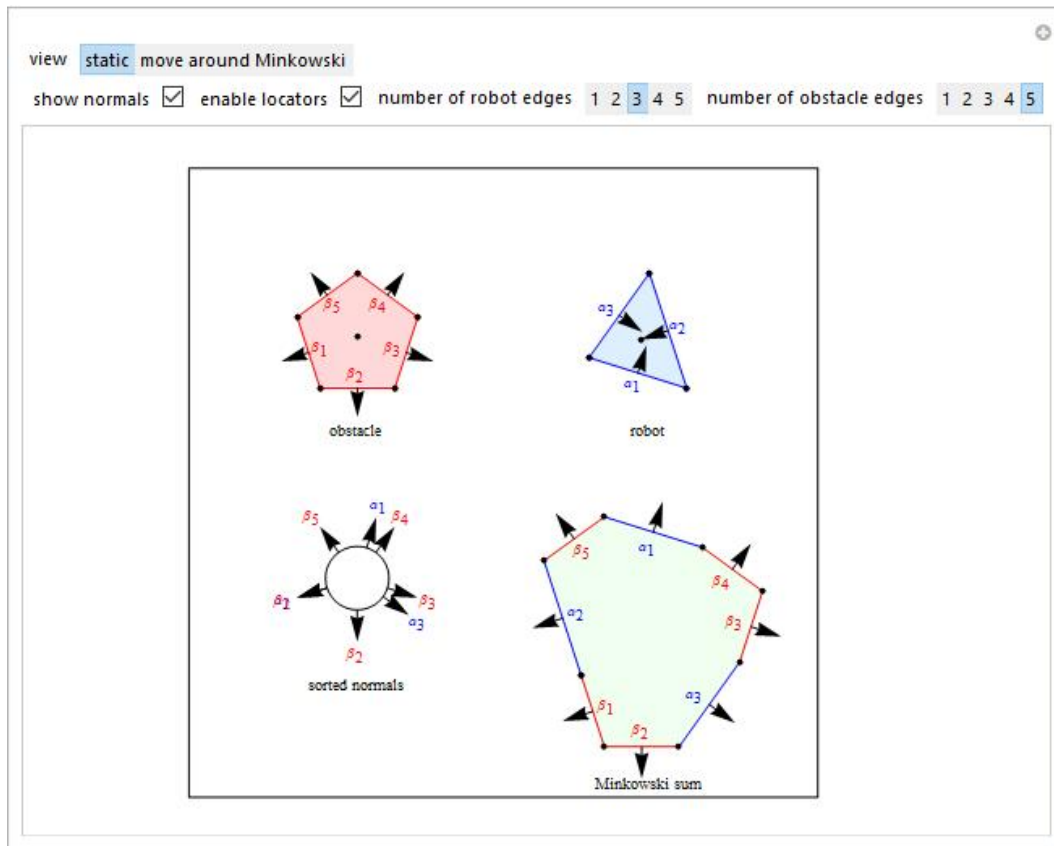 view static move around Minkowski
show normals enable locators number of robot edges 1 2 3 4 5 number of obstacle edges 1 2 3 4 5
β5 β4
β1 β3
β2
obstacle
α3 α2
α1
robot
β5 α1 β4
β3
α3
β2
sorted normals
β5 α1 β4
α2 β3
β1 α3
β2
Minkowski sum